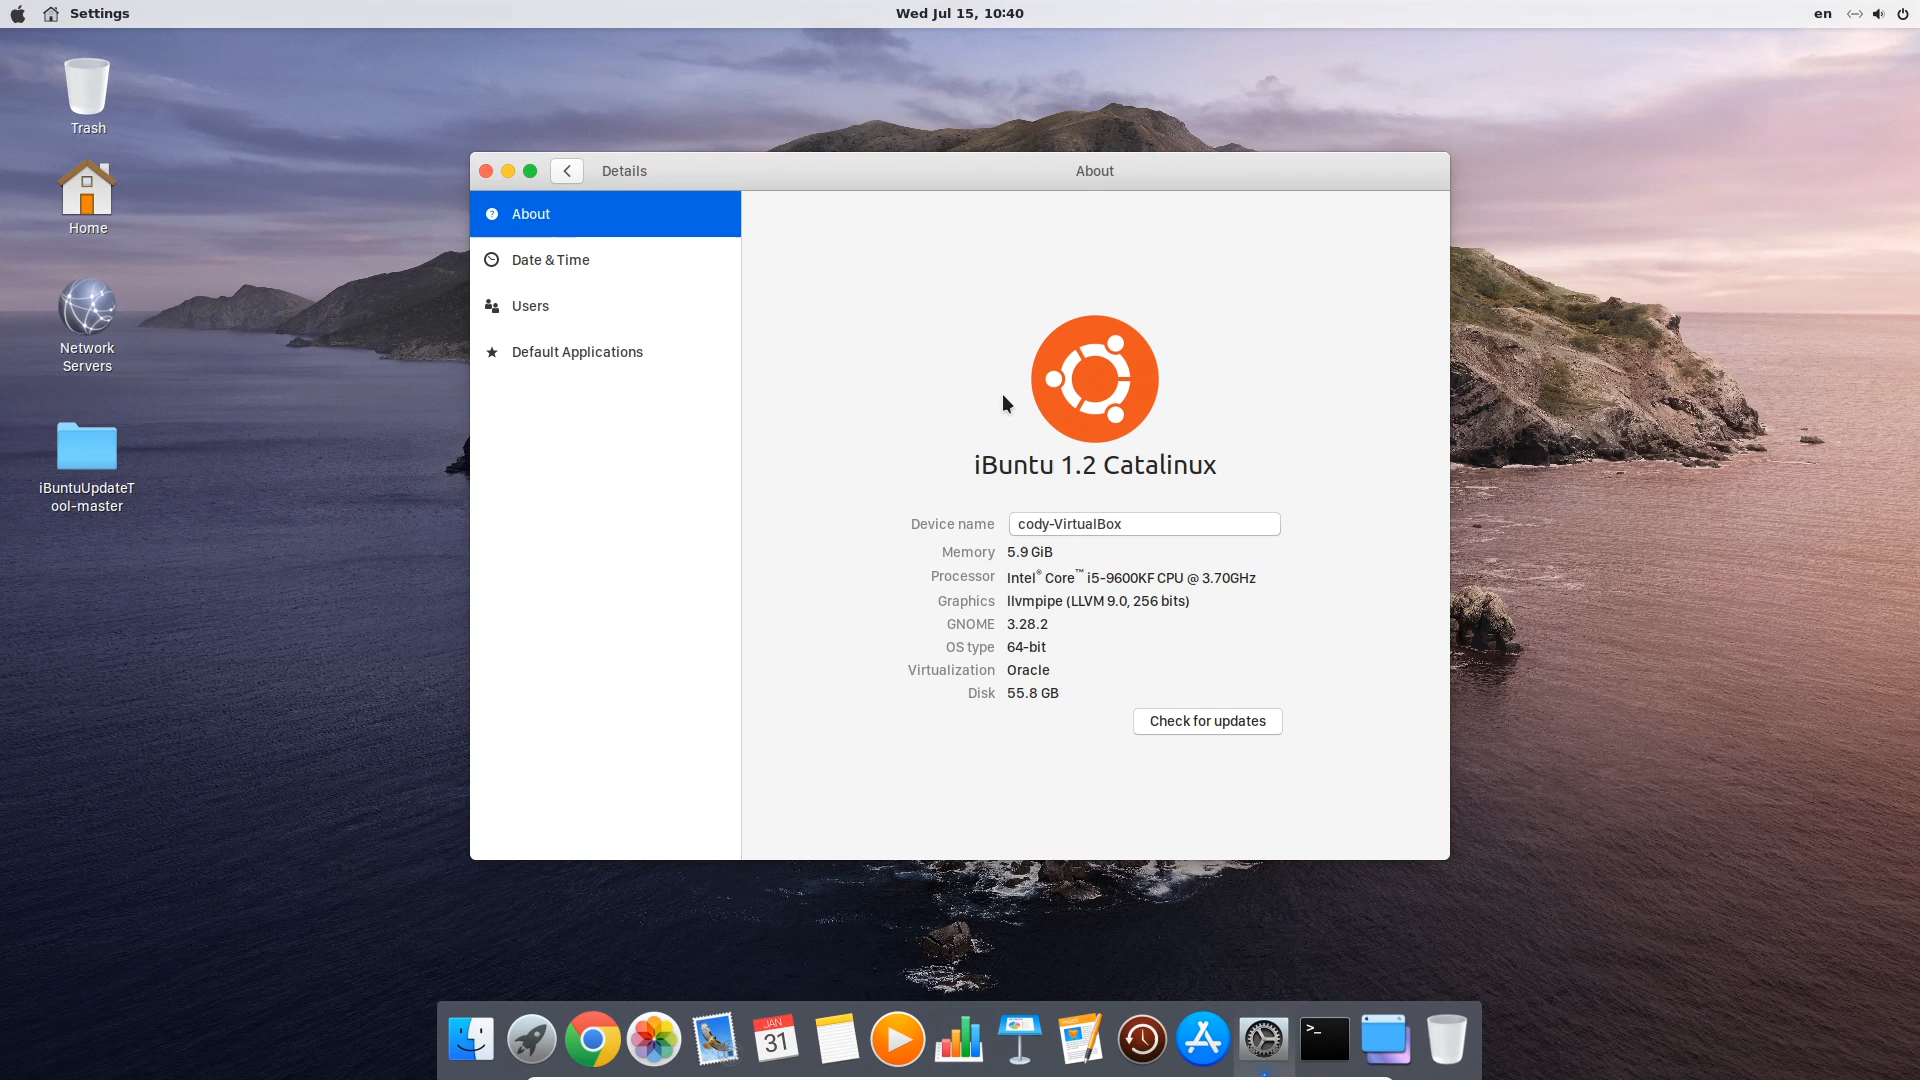 Settings
Wed Jul 15, 10:40
en
Trash
Home
Network
Servers
iBuntuUpdateT
ool-master
Details
About
About
Date & Time
Users
Default Applications
iBuntu 1.2 Catalinux
Device name cody-VirtualBox
Memory 5.9 GiB
Processor Intel® Core™ i5-9600KF CPU @ 3.70GHz
Graphics llvmpipe (LLVM 9.0, 256 bits)
GNOME 3.28.2
OS type 64-bit
Virtualization Oracle
Disk 55.8 GB
Check for updates
JAN
31
PAGES
>_